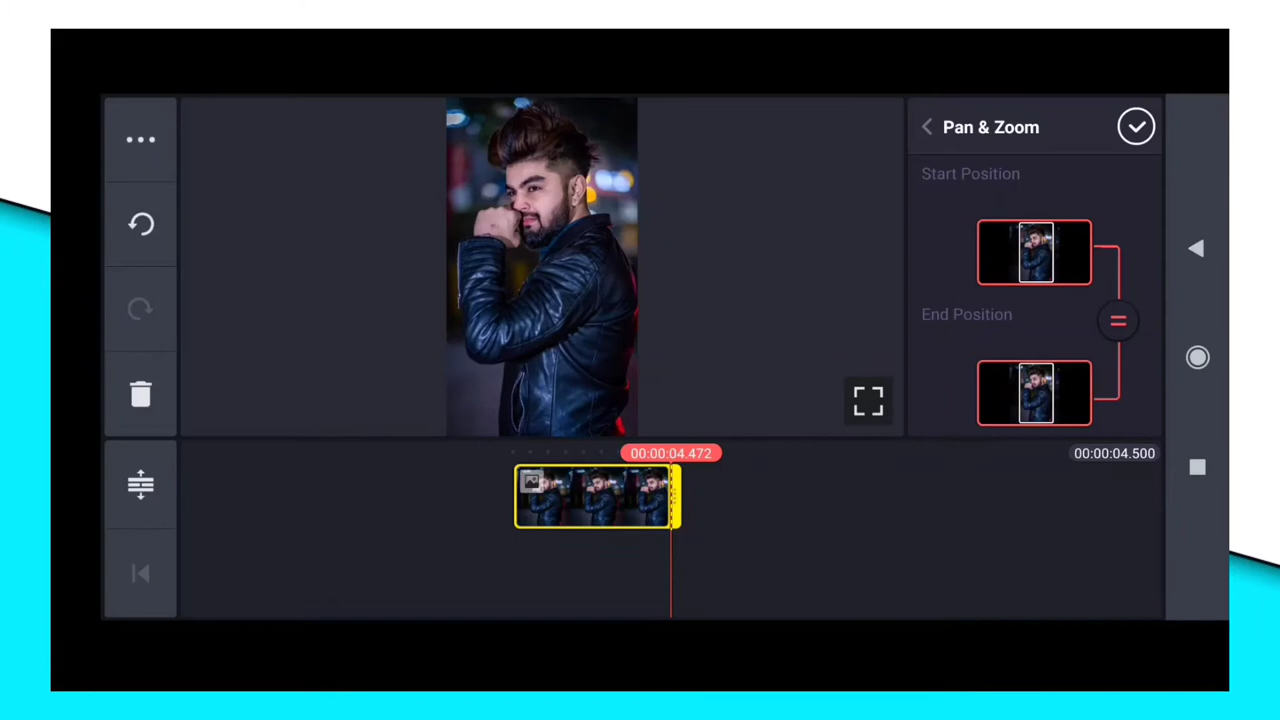 Pan & Zoom
Start Position
End Position
00:00:04.472
00:00:04.500